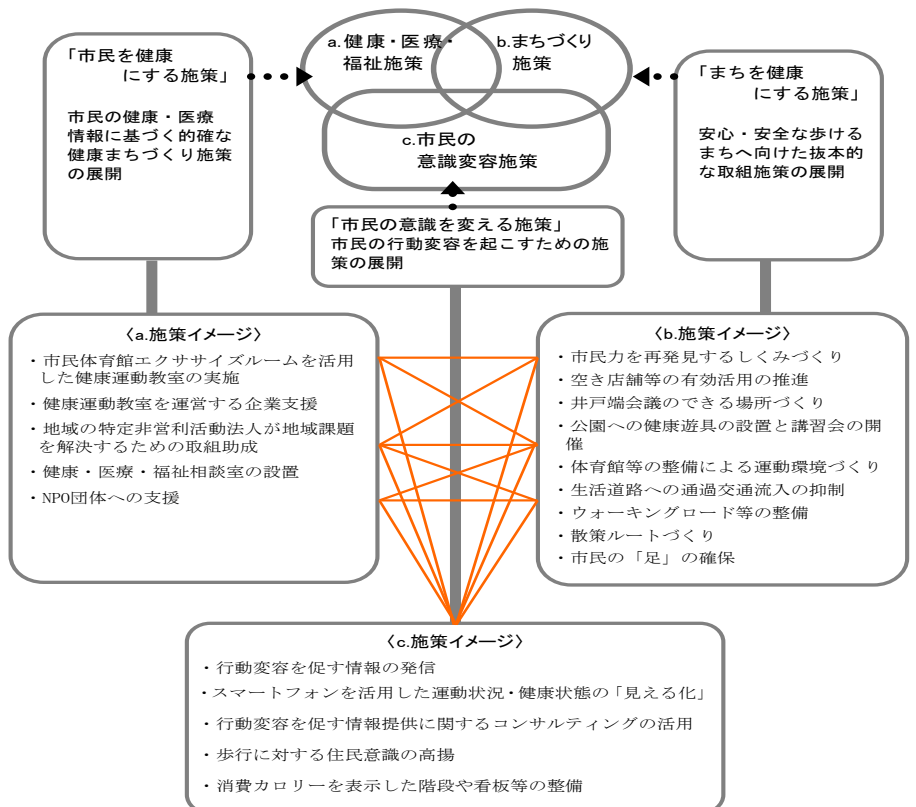 a.健康・医療・
福祉施策
b.まちづくり
施策
c.市民の
意識変容施策
「市民を健康
にする施策」
市民の健康・医療
情報に基づく的確な
健康まちづくり施策
の展開
「まちを健康
にする施策」
安心・安全な歩ける
まちへ向けた抜本的
な取組施策の展開
「市民の意識を変える施策」
市民の行動変容を起こすための施
策の展開
〈a.施策イメージ〉
・市民体育館エクササイズルームを活用
した健康運動教室の実施
・健康運動教室を運営する企業支援
・地域の特定非営利活動法人が地域課題
を解決するための取組助成
・健康・医療・福祉相談室の設置
・NPO団体への支援
〈b.施策イメージ〉
・市民力を再発見するしくみづくり
・空き店舗等の有効活用の推進
・井戸端会議のできる場所づくり
・公園への健康遊具の設置と講習会の開
催
・体育館等の整備による運動環境づくり
・生活道路への通過交通流入の抑制
・ウォーキングロード等の整備
・散策ルートづくり
・市民の「足」の確保
〈c.施策イメージ〉
・行動変容を促す情報の発信
・スマートフォンを活用した運動状況・健康状態の「見える化」
・行動変容を促す情報提供に関するコンサルティングの活用
・歩行に対する住民意識の高揚
・消費カロリーを表示した階段や看板等の整備